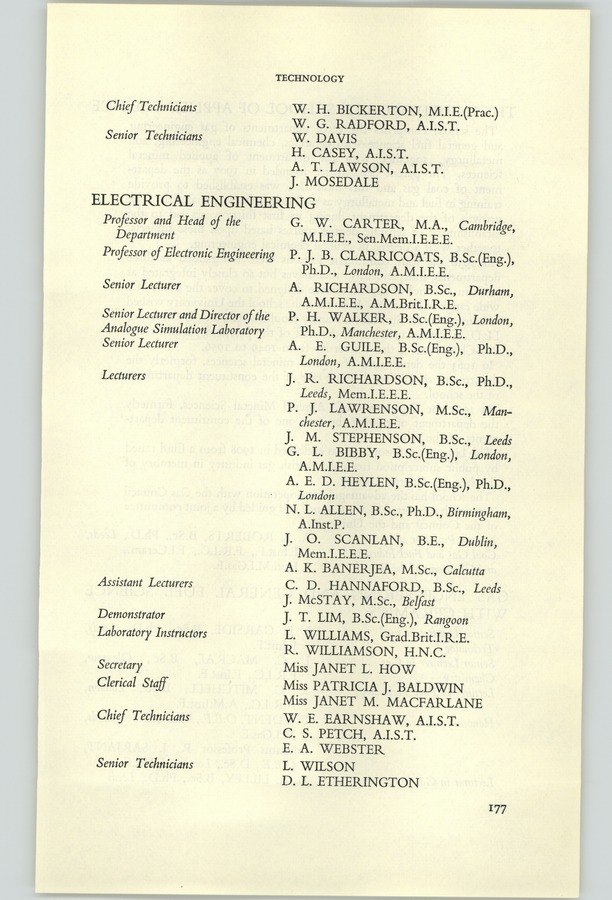 TECHNOLOGY
Chief Technicians W. H. BICKERTON, M.I.E.(Prac.)
W. G. RADFORD, A.I.S.T.
Senior Technicians W. DAVIS
H. CASEY, A.I.S.T.
A. T. LAWSON, A.I.S.T.
J. MOSEDALE
ELECTRICAL ENGINEERING
Professor and Head of the G. W. CARTER, M.A., Cambridge,
Department M.I.E.E., Sen.Mem.I.E.E.E.
Professor of Electronic Engineering P. J. B. CLARRICOATS, B.Sc.(Eng.),
Ph.D., London, A.M.I.E.E.
Senior Lecturer A. RICHARDSON, B.Sc., Durham,
A.M.I.E.E., A.M.Brit.I.R.E.
Senior Lecturer and Director of the P. H. WALKER, B.Sc.(Eng.), London,
Analogue Simulation Laboratory Ph.D., Manchester, A.M.I.E.E.
Senior Lecturer A. E. GUILE, B.Sc.(Eng.), Ph.D.,
London, A.M.I.E.E.
Lecturers J. R. RICHARDSON, B.Sc., Ph.D.,
Leeds, Mem.I.E.E.E.
P. J. LAWRENSON, M.Sc., Man-
chester, A.M.I.E.E.
J. M. STEPHENSON, B.Sc., Leeds
G. L. BIBBY, B.Sc.(Eng.), London,
A.M.I.E.E.
A. E. D. HEYLEN, B.Sc.(Eng.), Ph.D.,
London
N. L. ALLEN, B.Sc., Ph.D., Birmingham,
A.Inst.P.
J. O. SCANLAN, B.E., Dublin,
Mem.I.E.E.E.
A. K. BANERJEA, M.Sc., Calcutta
Assistant Lecturers C. D. HANNAFORD, B.Sc., Leeds
J. McSTAY, M.Sc., Belfast
Demonstrator J. T. LIM, B.Sc.(Eng.), Rangoon
Laboratory Instructors L. WILLIAMS, Grad.Brit.I.R.E.
R. WILLIAMSON, H.N.C.
Secretary Miss JANET L. HOW
Clerical Staff Miss PATRICIA J. BALDWIN
Miss JANET M. MACFARLANE
Chief Technicians W. E. EARNSHAW, A.I.S.T.
C. S. PETCH, A.I.S.T.
E. A. WEBSTER
Senior Technicians L. WILSON
D. L. ETHERINGTON
177